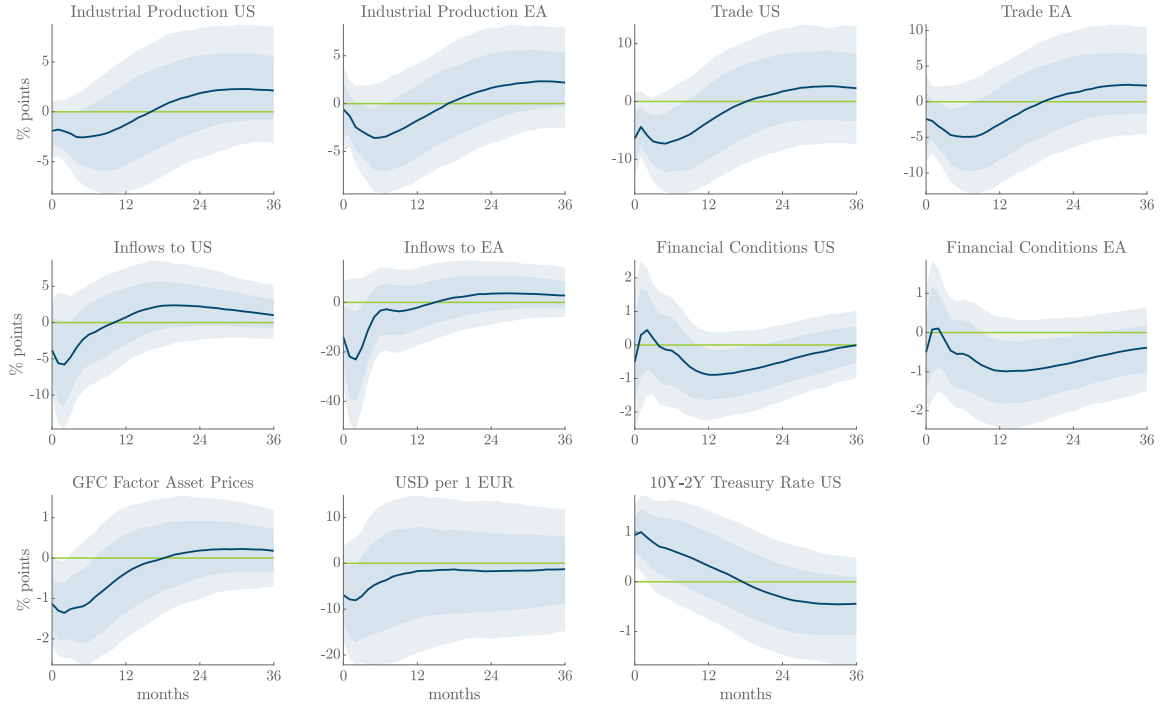 Industrial Production US
Industrial Production EA
Trade US
Trade EA
% points
5
0
-5
0 12 24 36
5
0
-5
0 12 24 36
10
0
-10
0 12 24 36
10
5
0
-5
-10
0 12 24 36
Inflows to US
Inflows to EA
Financial Conditions US
Financial Conditions EA
% points
5
0
-5
-10
0 12 24 36
0
-20
-40
0 12 24 36
2
1
0
-1
-2
0 12 24 36
1
0
-1
-2
0 12 24 36
GFC Factor Asset Prices
USD per 1 EUR
10Y-2Y Treasury Rate US
% points
1
0
-1
-2
0 12 24 36
months
10
0
-10
-20
0 12 24 36
months
1
0
-1
0 12 24 36
months